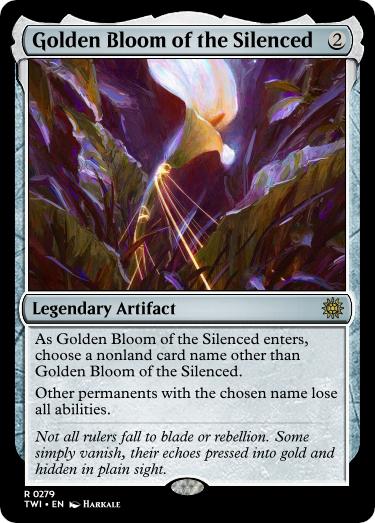 Golden Bloom of the Silenced 2
Legendary Artifact
As Golden Bloom of the Silenced enters,
choose a nonland card name other than
Golden Bloom of the Silenced.
Other permanents with the chosen name lose
all abilities.
Not all rulers fall to blade or rebellion. Some
simply vanish, their echoes pressed into gold and
hidden in plain sight.
R 0279
TWI • EN Harkale